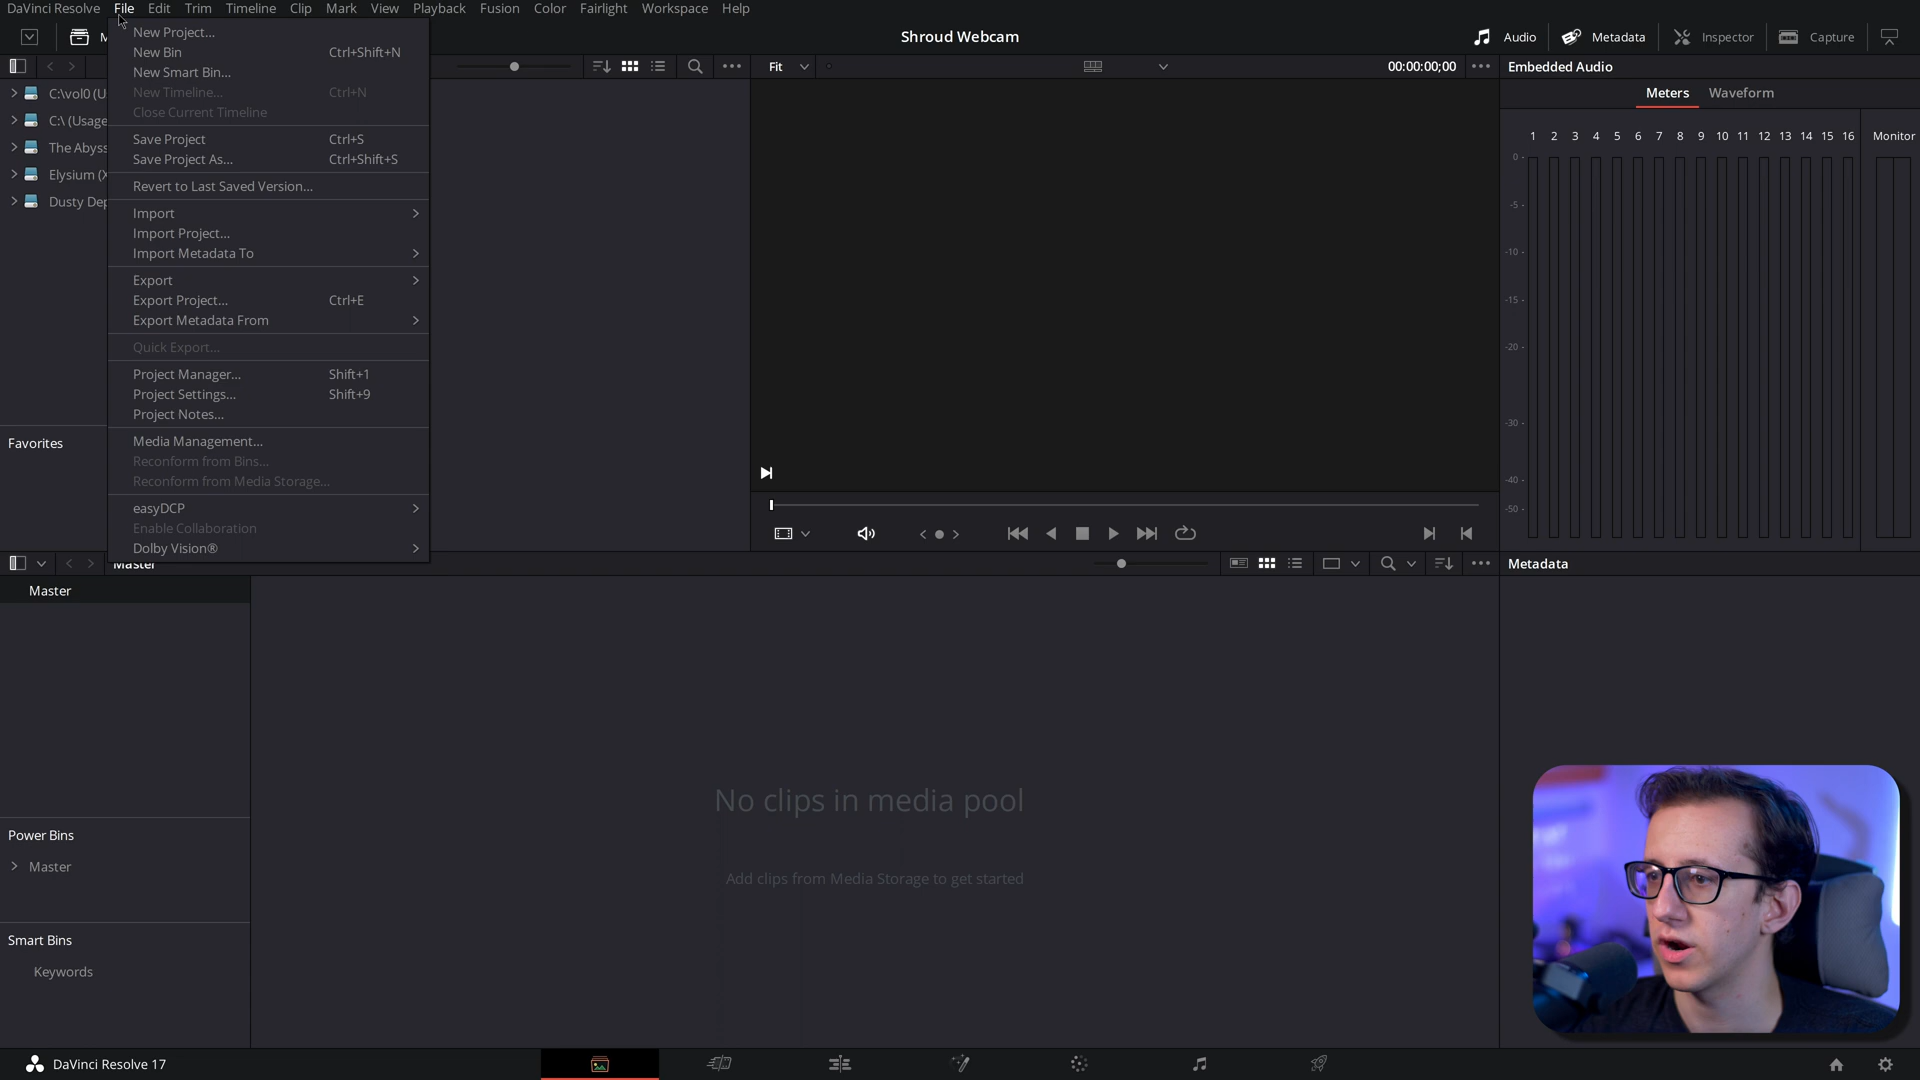 DaVinci Resolve File Edit Trim Timeline Clip Mark View Playback Fusion Color Fairlight Workspace Help
Shroud Webcam
Audio Metadata Inspector Capture
New Project...
New Bin Ctrl+Shift+N
New Smart Bin...
New Timeline... Ctrl+N
Close Current Timeline
Save Project Ctrl+S
Save Project As... Ctrl+Shift+S
Revert to Last Saved Version...
Import
Import Project...
Import Metadata To
Export
Export Project... Ctrl+E
Export Metadata From
Quick Export...
Project Manager... Shift+1
Project Settings... Shift+9
Project Notes...
Media Management...
Reconform from Bins...
Reconform from Media Storage...
easyDCP
Enable Collaboration
Dolby Vision®
C:\vol0 (U
C:\ (Usage
The Abyss
Elysium (X
Dusty Dep
Favorites
Fit 00:00:00;00
Embedded Audio
Meters Waveform
1 2 3 4 5 6 7 8 9 10 11 12 13 14 15 16 Monitor
0 -
-5 -
-10 -
-15 -
-20 -
-30 -
-40 -
-50 -
Master
Metadata
Master
No clips in media pool
Add clips from Media Storage to get started
Power Bins
Master
Smart Bins
Keywords
DaVinci Resolve 17